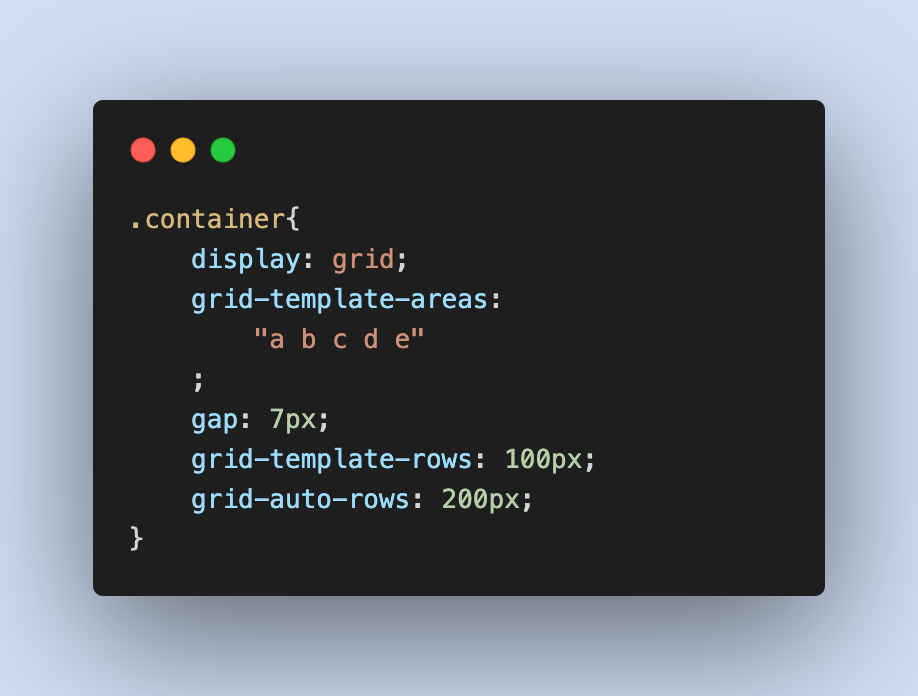 .container{
    display: grid;
    grid-template-areas:
        "a b c d e"
    ;
    gap: 7px;
    grid-template-rows: 100px;
    grid-auto-rows: 200px;
}